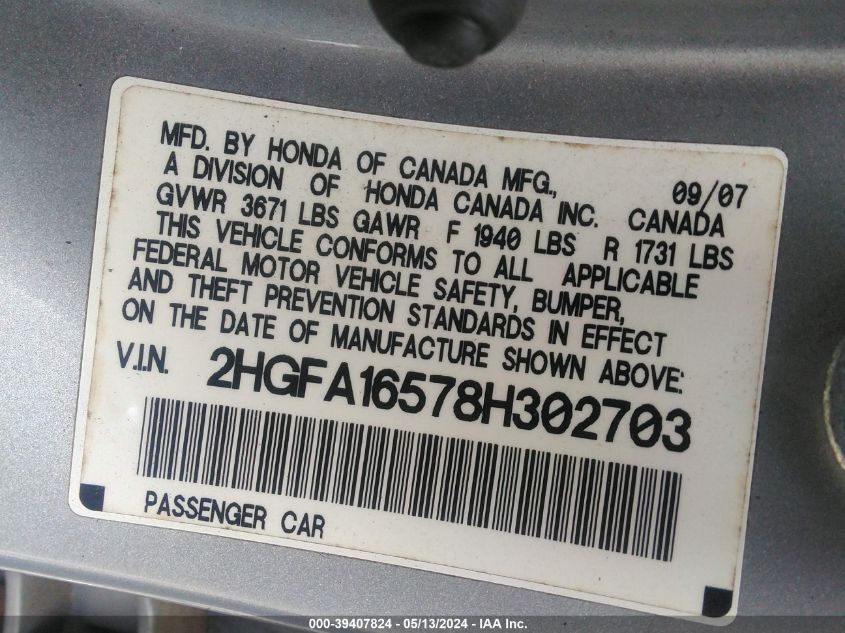 MFD. BY HONDA OF CANADA MFG., 09/07
A DIVISION OF HONDA CANADA INC. CANADA
GVWR 3671 LBS GAWR F 1940 LBS R 1731 LBS
THIS VEHICLE CONFORMS TO ALL APPLICABLE
FEDERAL MOTOR VEHICLE SAFETY, BUMPER,
AND THEFT PREVENTION STANDARDS IN EFFECT
ON THE DATE OF MANUFACTURE SHOWN ABOVE:
V.I.N. 2HGFA16578H302703
PASSENGER CAR
000-39407824 - 05/13/2024 - IAA Inc.